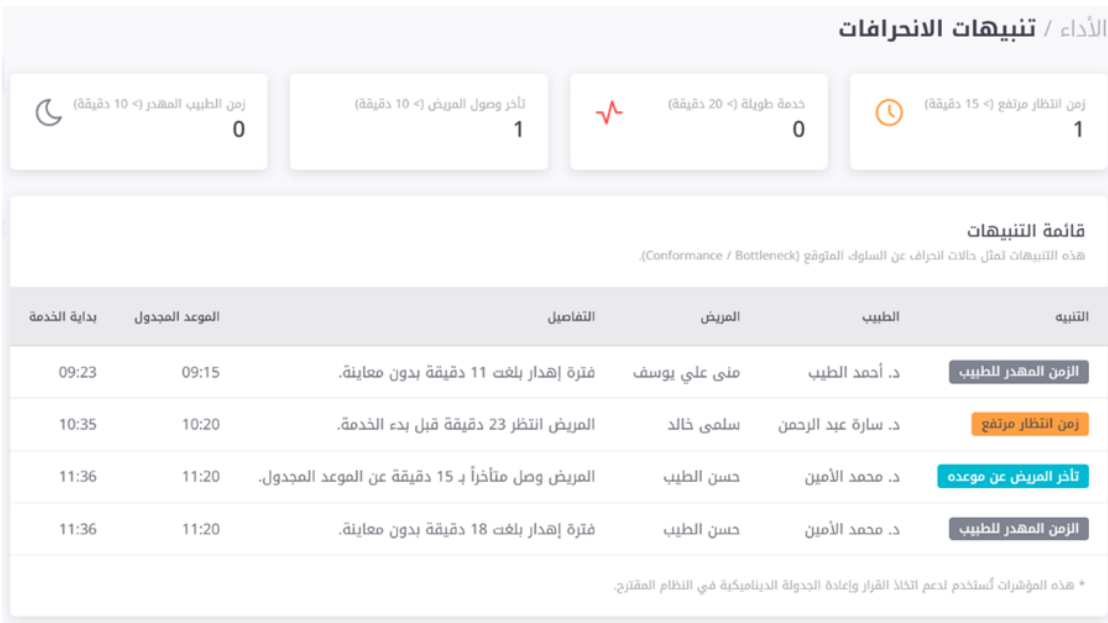 الأداء / تنبيهات الانحرافات
زمن انتظار مرتفع (> 15 دقيقة)
1
خدمة طويلة (> 20 دقيقة)
0
تأخر وصول المريض (> 10 دقيقة)
1
زمن الطبيب المهدر (> 10 دقيقة)
0
قائمة التنبيهات
هذه التنبيهات تمثل حالات انحراف عن السلوك المتوقع (Conformance / Bottleneck).
التنبيه الطبيب المريض التفاصيل الموعد المجدول بداية الخدمة
الزمن المهدر للطبيب د. أحمد الطيب منى علي يوسف فترة إهدار بلغت 11 دقيقة بدون معاينة. 09:15 09:23
زمن انتظار مرتفع د. سارة عبد الرحمن سلمى خالد المريض انتظر 23 دقيقة قبل بدء الخدمة. 10:20 10:35
تأخر المريض عن موعده د. محمد الأمين حسن الطيب المريض وصل متأخراً بـ 15 دقيقة عن الموعد المجدول. 11:20 11:36
الزمن المهدر للطبيب د. محمد الأمين حسن الطيب فترة إهدار بلغت 18 دقيقة بدون معاينة. 11:20 11:36
* هذه المؤشرات تُستخدم لدعم اتخاذ القرار وإعادة الجدولة الديناميكية في النظام المقترح.